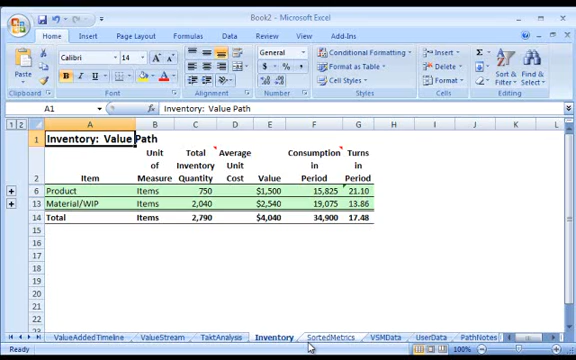 Book2 - Microsoft Excel
Home Insert Page Layout Formulas Data Review View
Calibri 14 General Conditional Formatting Insert
Paste Format as Table Delete Sort & Filter Find & Select
Cell Styles Format
Clipboard Font Alignment Number Styles Cells Editing
A1 Inventory: Value Path
1 2 A B C D E F G H I J K L
1 Inventory: Value Path
Unit Total Average Consumption Turns
of Inventory Unit in in
2 Item Measure Quantity Cost Value Period Period
6 Product Items 750 $1,500 15,825 21.10
13 Material/WIP Items 2,040 $2,540 19,075 13.86
14 Total Items 2,790 $4,040 34,900 17.48
15
16
17
18
19
20
21
22
23
ValueAddedTimeline ValueStream TaktAnalysis Inventory SortedMetrics VSMData UserData PathNotes
Ready 100%